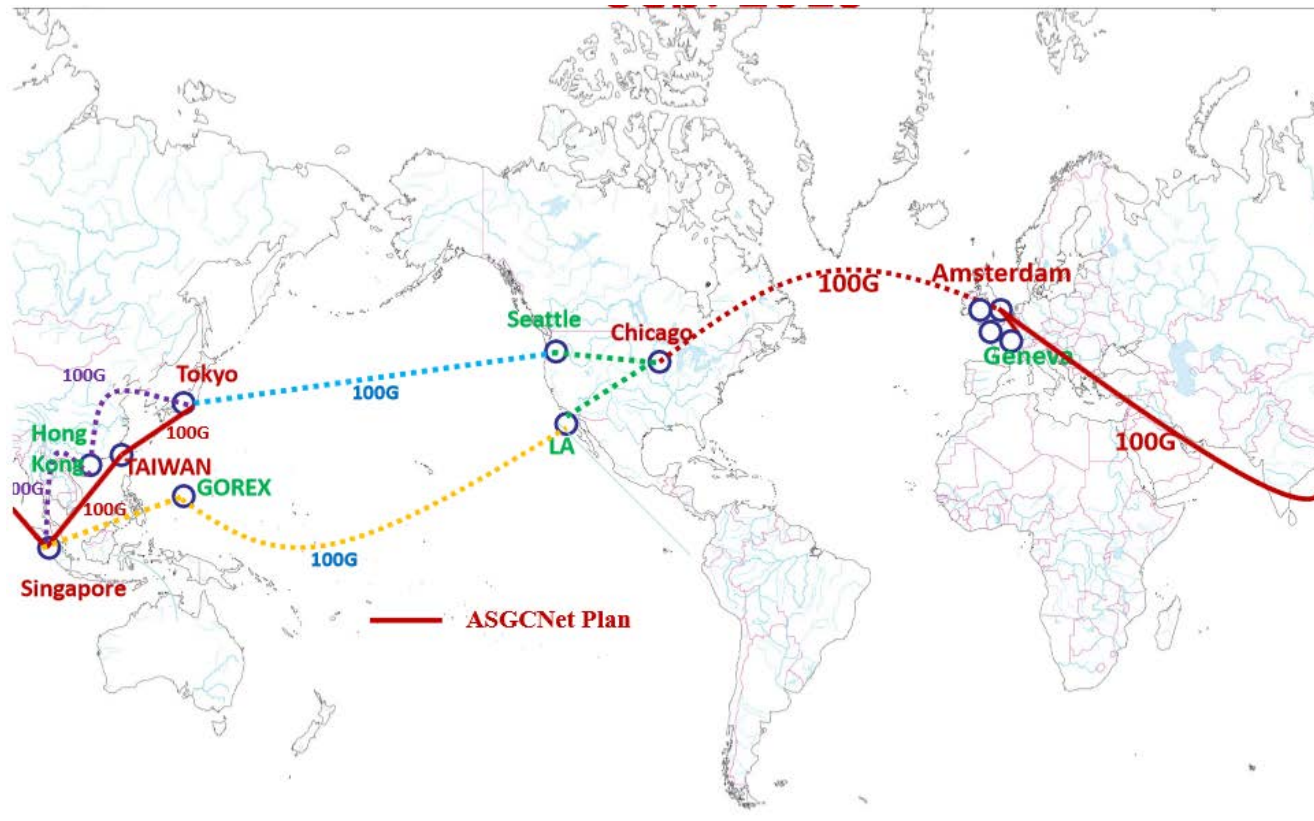 Amsterdam
100G
Seattle
Chicago
Geneva
100G
Tokyo
100G
100G
Hong
Kong
100G
LA
TAIWAN
GOREX
100G
100G
Singapore
ASGCNet Plan